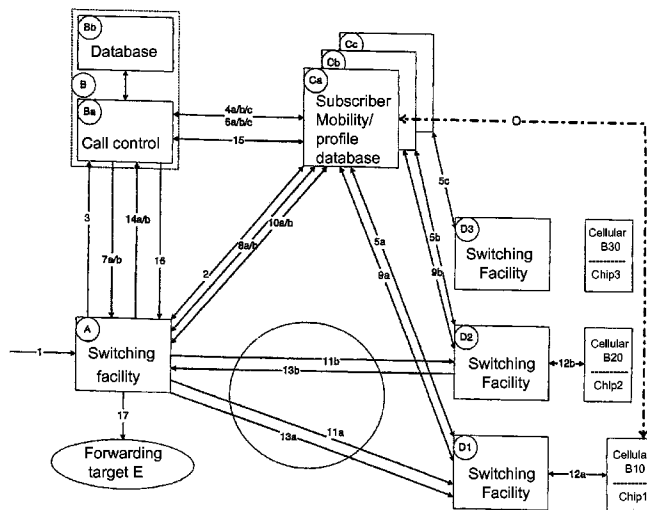 Bb
Database
B
Ba
Call control
Cc
Cb
Ca
Subscriber
Mobility/
profile
database
4a/b/c
6a/b/c
15
0
3
7a/b
14a/b
16
2
8a/b
10a/b
5a
9a
5b
9b
5c
D3
Switching
Facility
Cellular
B30
Chip3
A
Switching
facility
1
11b
13b
D2
Switching
Facility
12b
Cellular
B20
Chip2
17
11a
13a
Forwarding
target E
D1
Switching
Facility
12a
Cellular
B10
Chip1